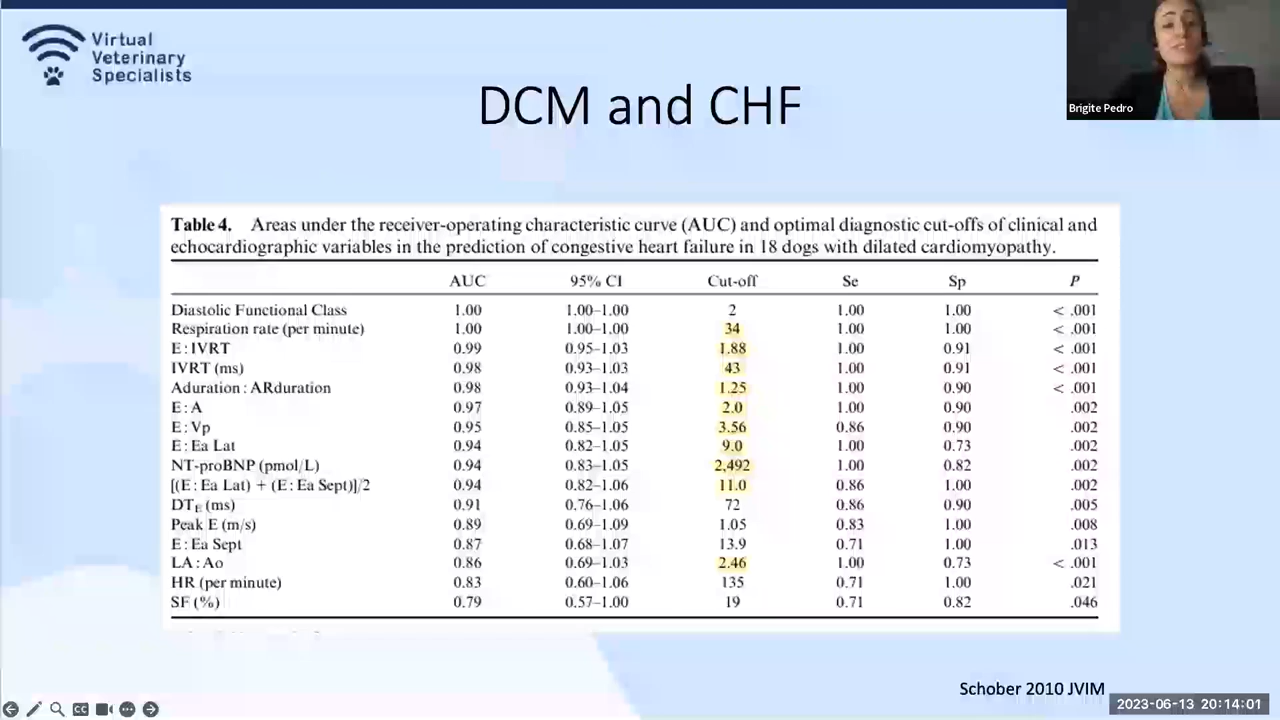 Virtual
Veterinary
Specialists
Brigite Pedro
DCM and CHF
Table 4. Areas under the receiver-operating characteristic curve (AUC) and optimal diagnostic cut-offs of clinical and
echocardiographic variables in the prediction of congestive heart failure in 18 dogs with dilated cardiomyopathy.
AUC 95% CI Cut-off Se Sp P
Diastolic Functional Class 1.00 1.00–1.00 2 1.00 1.00 < .001
Respiration rate (per minute) 1.00 1.00–1.00 34 1.00 1.00 < .001
E : IVRT 0.99 0.95–1.03 1.88 1.00 0.91 < .001
IVRT (ms) 0.98 0.93–1.03 43 1.00 0.91 < .001
Aduration : ARduration 0.98 0.93–1.04 1.25 1.00 0.90 < .001
E : A 0.97 0.89–1.05 2.0 1.00 0.90 .002
E : Vp 0.95 0.85–1.05 3.56 0.86 0.90 .002
E : Ea Lat 0.94 0.82–1.05 9.0 1.00 0.73 .002
NT-proBNP (pmol/L) 0.94 0.83–1.05 2,492 1.00 0.82 .002
[(E : Ea Lat) + (E : Ea Sept)]/2 0.94 0.82–1.06 11.0 0.86 1.00 .002
DTE (ms) 0.91 0.76–1.06 72 0.86 0.90 .005
Peak E (m/s) 0.89 0.69–1.09 1.05 0.83 1.00 .008
E : Ea Sept 0.87 0.68–1.07 13.9 0.71 1.00 .013
LA : Ao 0.86 0.69–1.03 2.46 1.00 0.73 < .001
HR (per minute) 0.83 0.60–1.06 135 0.71 1.00 .021
SF (%) 0.79 0.57–1.00 19 0.71 0.82 .046
Schober 2010 JVIM
CC
2023-06-13 20:14:01